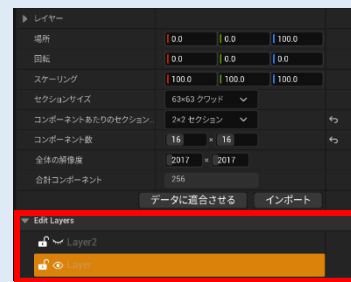 レイヤー
場所 0.0 0.0 100.0
回転 0.0 0.0 0.0
スケーリング 100.0 100.0 100.0
セクションサイズ 63×63 クワッド
コンポーネントあたりのセクション.. 2×2 セクション
コンポーネント数 16 × 16
全体の解像度 2017 × 2017
合計コンポーネント 256
データに適合させる インポート
Edit Layers
Layer2
Layer